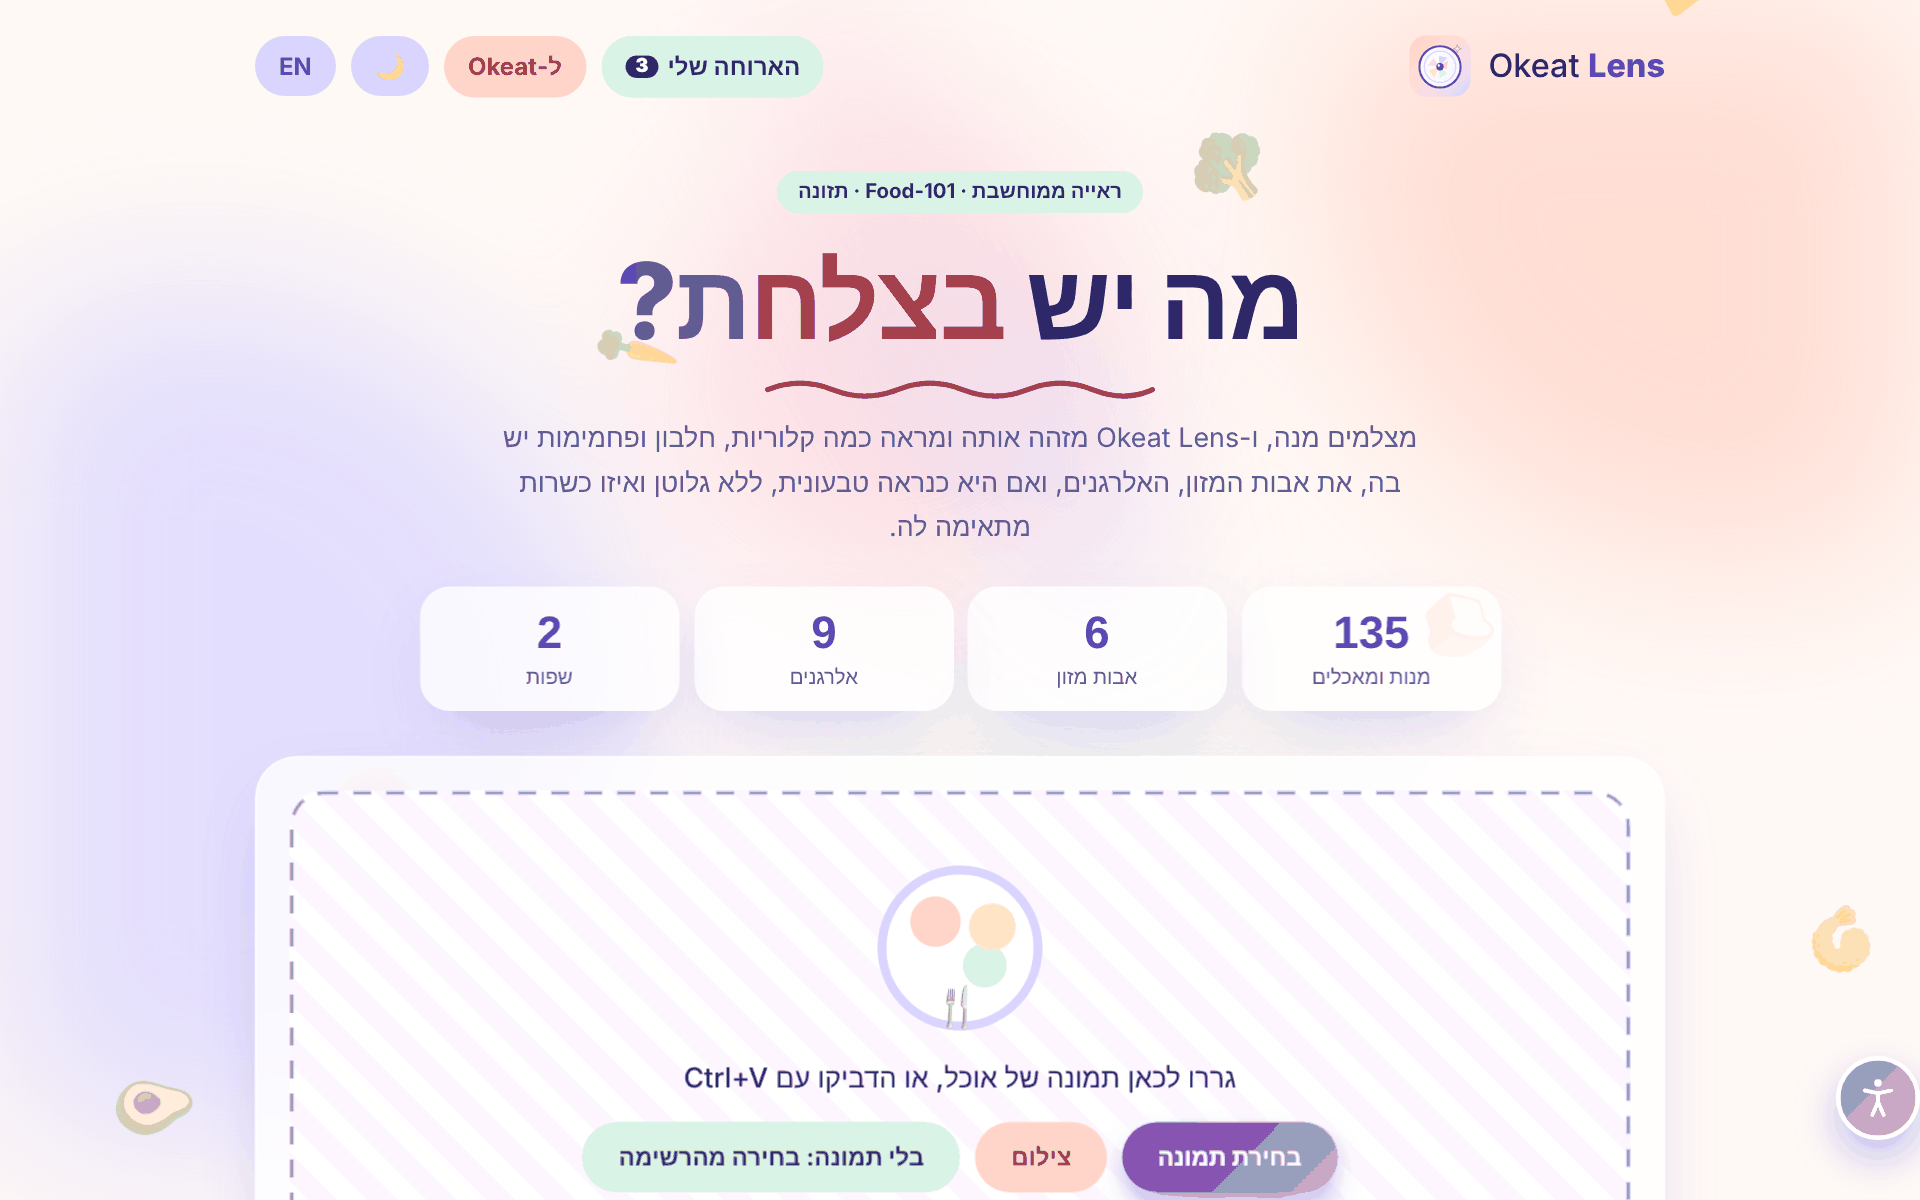 Okeat Lens
הארוחה שלי 3
ל-Okeat
EN
ראייה ממוחשבת · Food-101 · תזונה
מה יש בצלחת?
מצלמים מנה, ו-Okeat Lens מזהה אותה ומראה כמה קלוריות, חלבון ופחמימות יש
בה, את אבות המזון, האלרגנים, ואם היא כנראה טבעונית, ללא גלוטן ואיזו כשרות
מתאימה לה.
135
מנות ומאכלים
6
אבות מזון
9
אלרגנים
2
שפות
גררו לכאן תמונה של אוכל, או הדביקו עם Ctrl+V
בחירת תמונה
צילום
בלי תמונה: בחירה מהרשימה